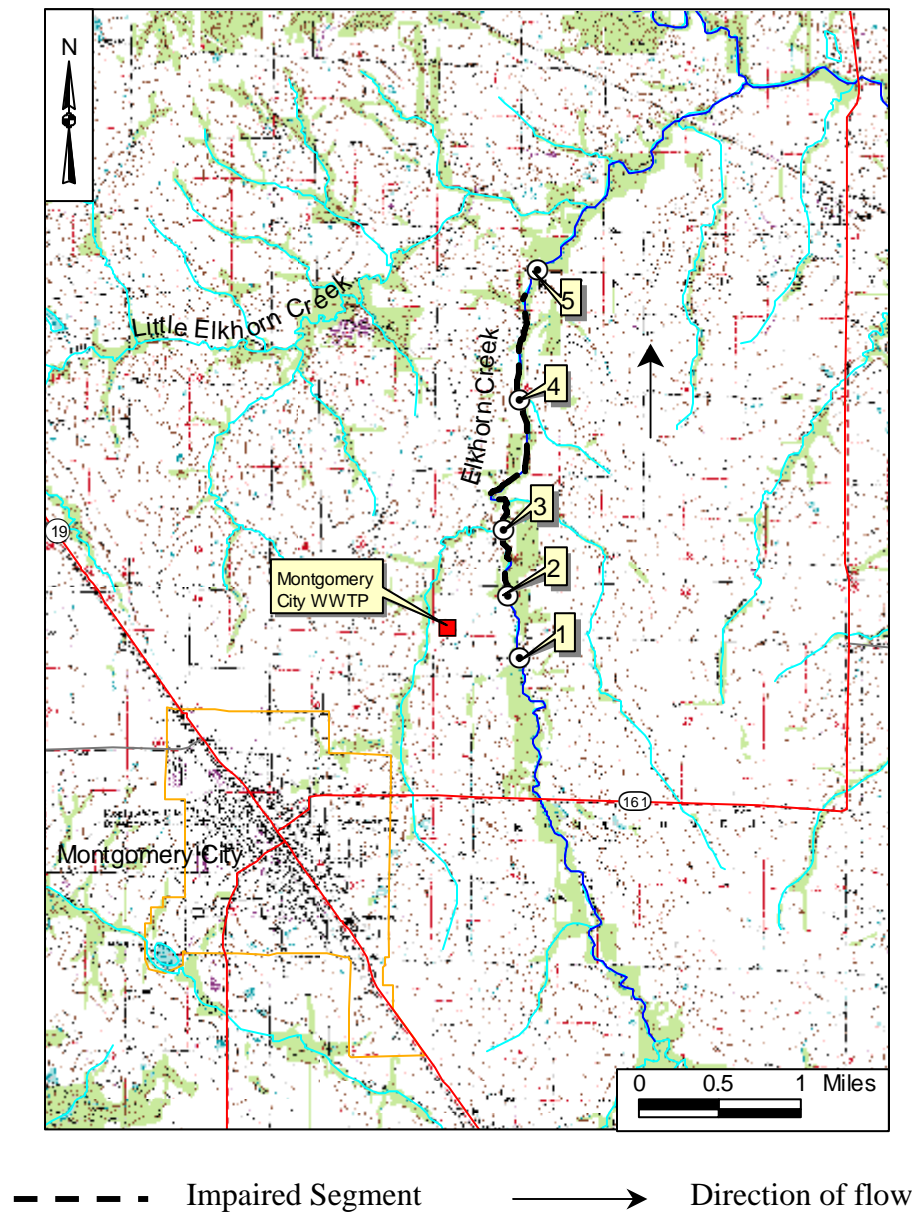 N
Little Elkhorn Creek
5
Elkhorn Creek
4
19
3
Montgomery
City WWTP
2
1
161
Montgomery City
0 0.5 1 Miles
Impaired Segment
Direction of flow